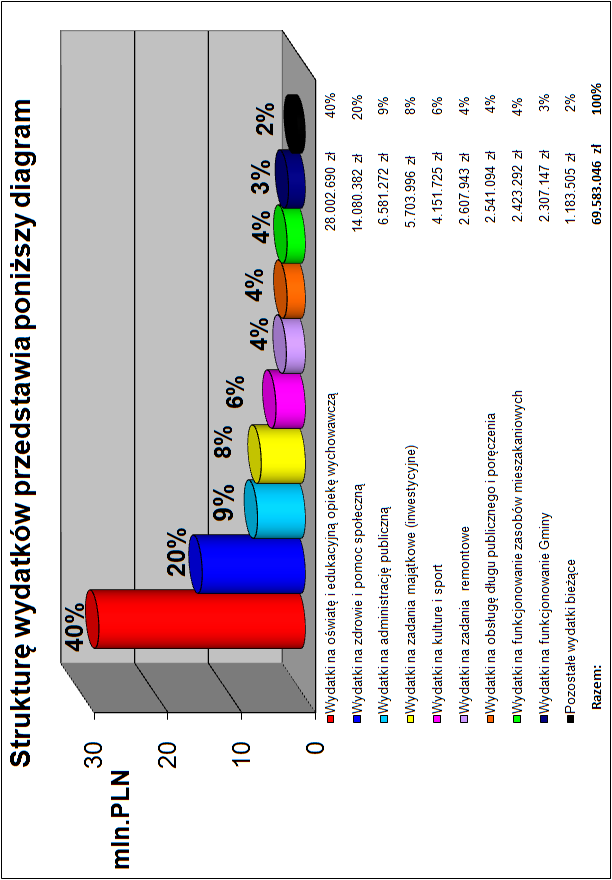 Strukturę wydatków przedstawia poniższy diagram
mln.PLN
30
20
10
0
40%
20%
9%
8%
6%
4%
4%
4%
3%
2%
Wydatki na oświatę i edukacyjną opiekę wychowawczą 28.002.690 zł 40%
Wydatki na zdrowie i pomoc społeczną 14.080.382 zł 20%
Wydatki na administrację publiczną 6.581.272 zł 9%
Wydatki na zadania majątkowe (inwestycyjne) 5.703.996 zł 8%
Wydatki na kulture i sport 4.151.725 zł 6%
Wydatki na zadania remontowe 2.607.943 zł 4%
Wydatki na obsługę długu publicznego i poręczenia 2.541.094 zł 4%
Wydatki na funkcjonowanie zasobów mieszakaniowych 2.423.292 zł 4%
Wydatki na funkcjonowanie Gminy 2.307.147 zł 3%
Pozostałe wydatki bieżące 1.183.505 zł 2%
Razem: 69.583.046 zł 100%